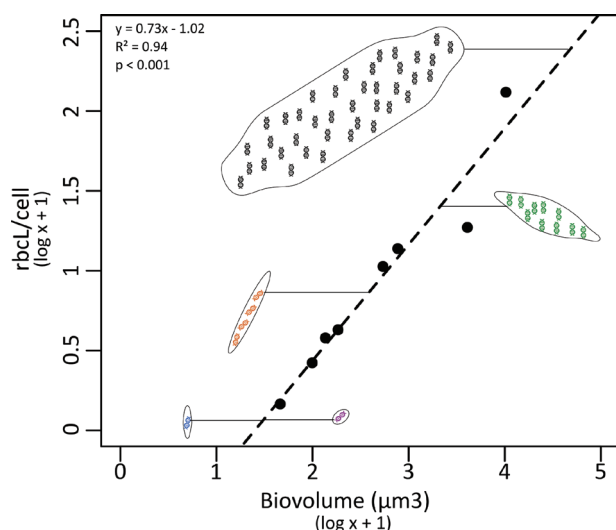 y = 0.73x - 1.02
R² = 0.94
p < 0.001
2.5
2
1.5
1
0.5
0
rbcL/cell
(log x + 1)
0 1 2 3 4 5
Biovolume (µm3)
(log x + 1)